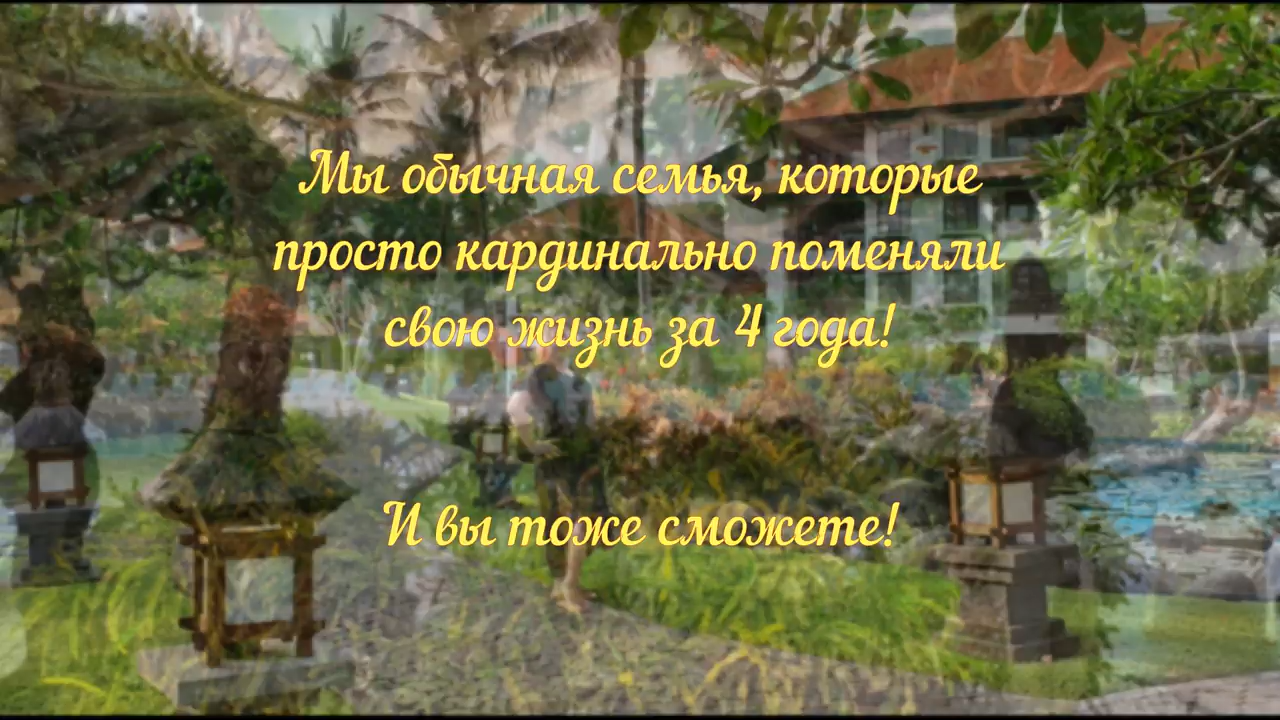 Мы обычная семья, которые
просто кардинально поменяли
свою жизнь за 4 года!
И вы тоже сможете!